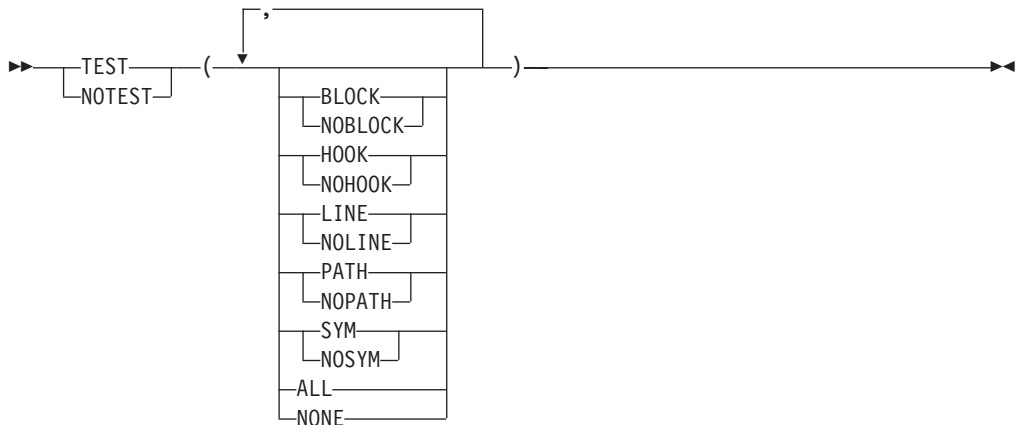 ,
TEST ( )
NOTEST
BLOCK
NOBLOCK
HOOK
NOHOOK
LINE
NOLINE
PATH
NOPATH
SYM
NOSYM
ALL
NONE